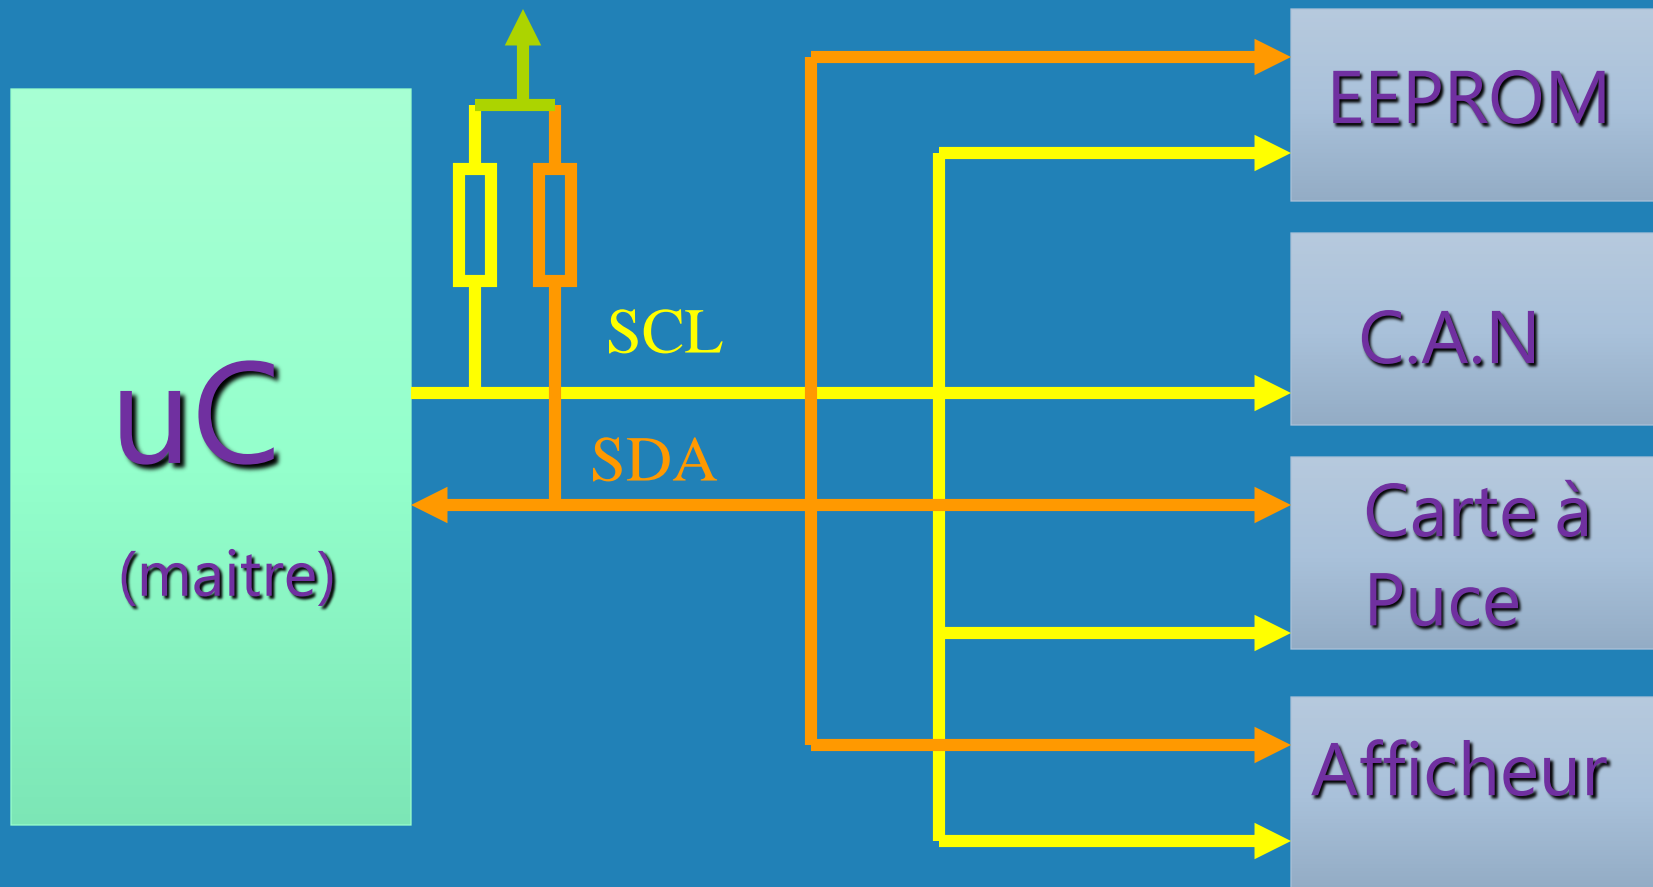 EEPROM
SCL
C.A.N
uC
SDA
(maitre)
Carte à
Puce
Afficheur